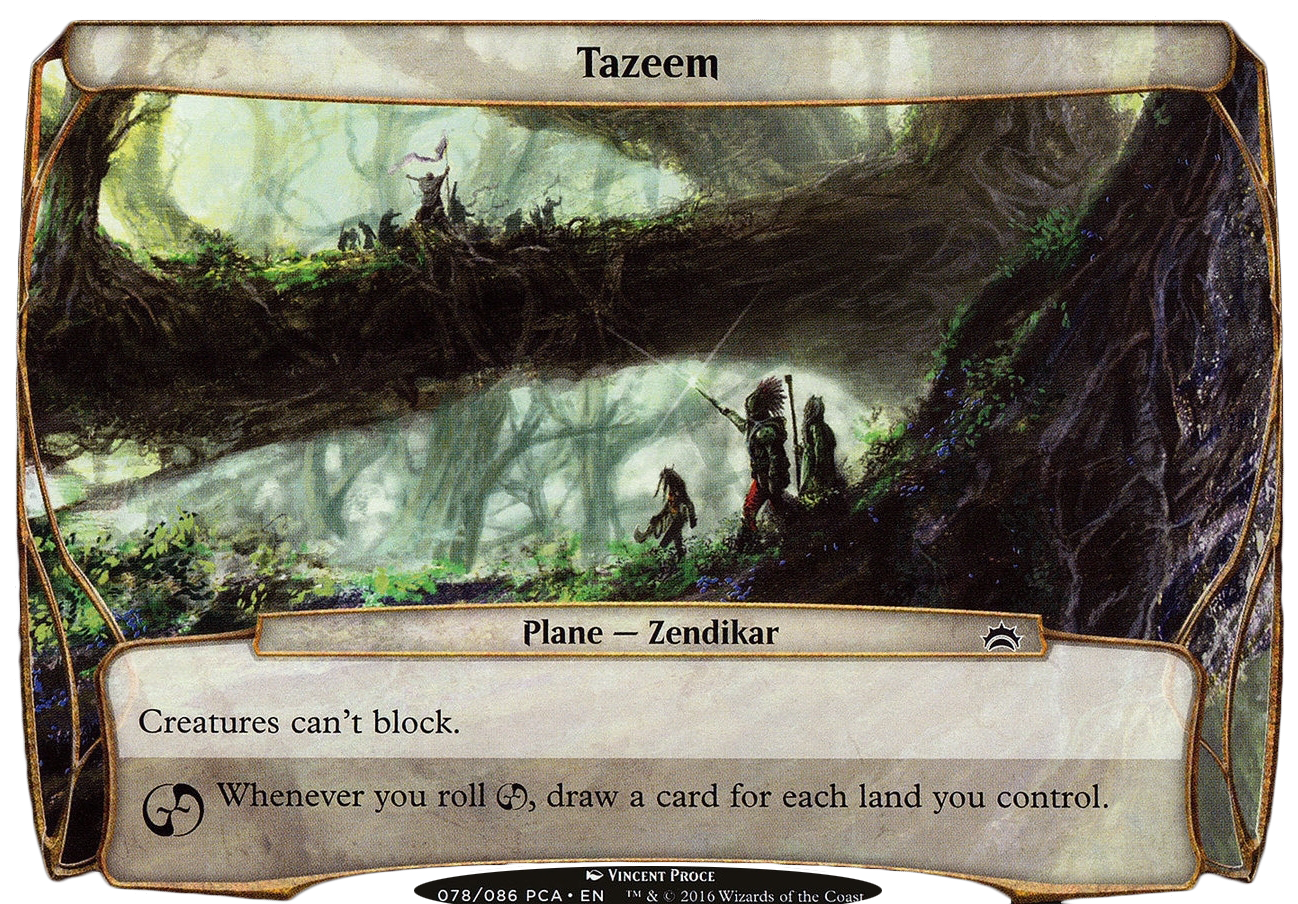 Tazeem
Plane — Zendikar
Creatures can't block.
Whenever you roll , draw a card for each land you control.
Vincent Proce
078/086 PCA • EN ™ & © 2016 Wizards of the Coast